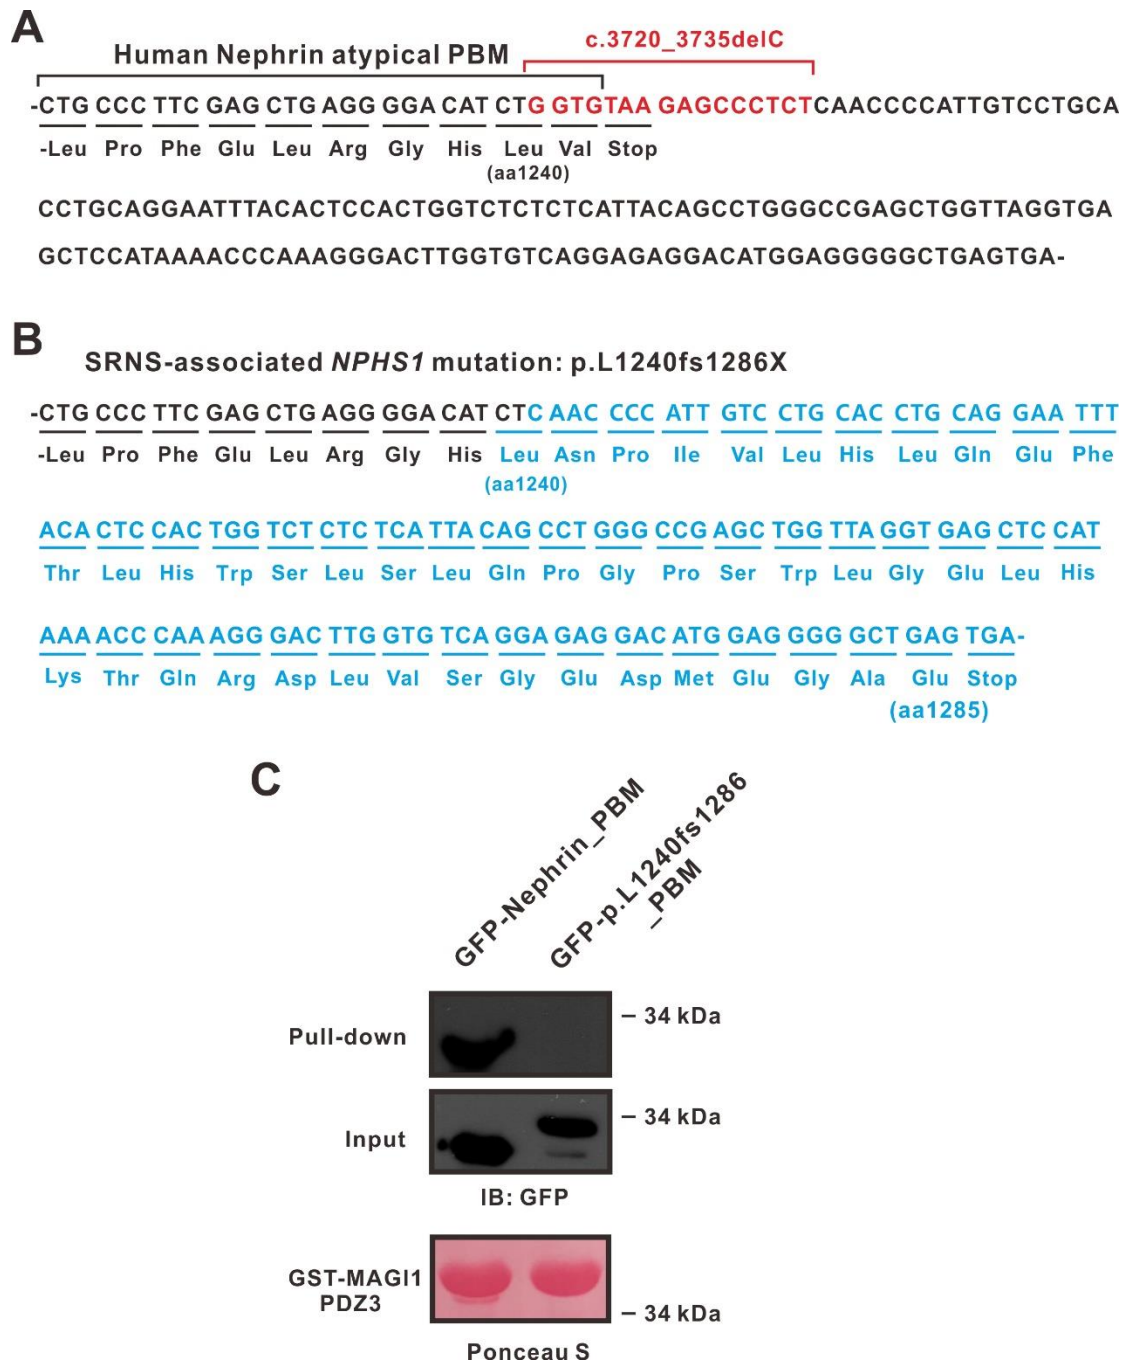 A
Human Nephrin atypical PBM
c.3720_3735delC
-CTG CCC TTC GAG CTG AGG GGA CAT CTG GTGTAA GAGCCCTCTCAACCCCATTGTCCTGCA
-Leu Pro Phe Glu Leu Arg Gly His Leu Val Stop
(aa1240)
CCTGCAGGAATTTACACTCCACTGGTCTCTCTCATTACAGCCTGGGCCGAGCTGGTTAGGTGA
GCTCCATAAAACCCAAAGGGACTTGGTGTCAGGAGAGGACATGGAGGGGGCTGAGTGA-
B
SRNS-associated NPHS1 mutation: p.L1240fs1286X
-CTG CCC TTC GAG CTG AGG GGA CAT CTC AAC CCC ATT GTC CTG CAC CTG CAG GAA TTT
-Leu Pro Phe Glu Leu Arg Gly His Leu Asn Pro Ile Val Leu His Leu Gln Glu Phe
(aa1240)
ACA CTC CAC TGG TCT CTC TCA TTA CAG CCT GGG CCG AGC TGG TTA GGT GAG CTC CAT
Thr Leu His Trp Ser Leu Ser Leu Gln Pro Gly Pro Ser Trp Leu Gly Glu Leu His
AAA ACC CAA AGG GAC TTG GTG TCA GGA GAG GAC ATG GAG GGG GCT GAG TGA-
Lys Thr Gln Arg Asp Leu Val Ser Gly Glu Asp Met Glu Gly Ala Glu Stop
(aa1285)
C
GFP-Nephrin_PBM
GFP-p.L1240fs1286
_PBM
Pull-down
– 34 kDa
Input
– 34 kDa
IB: GFP
GST-MAGI1
PDZ3
– 34 kDa
Ponceau S